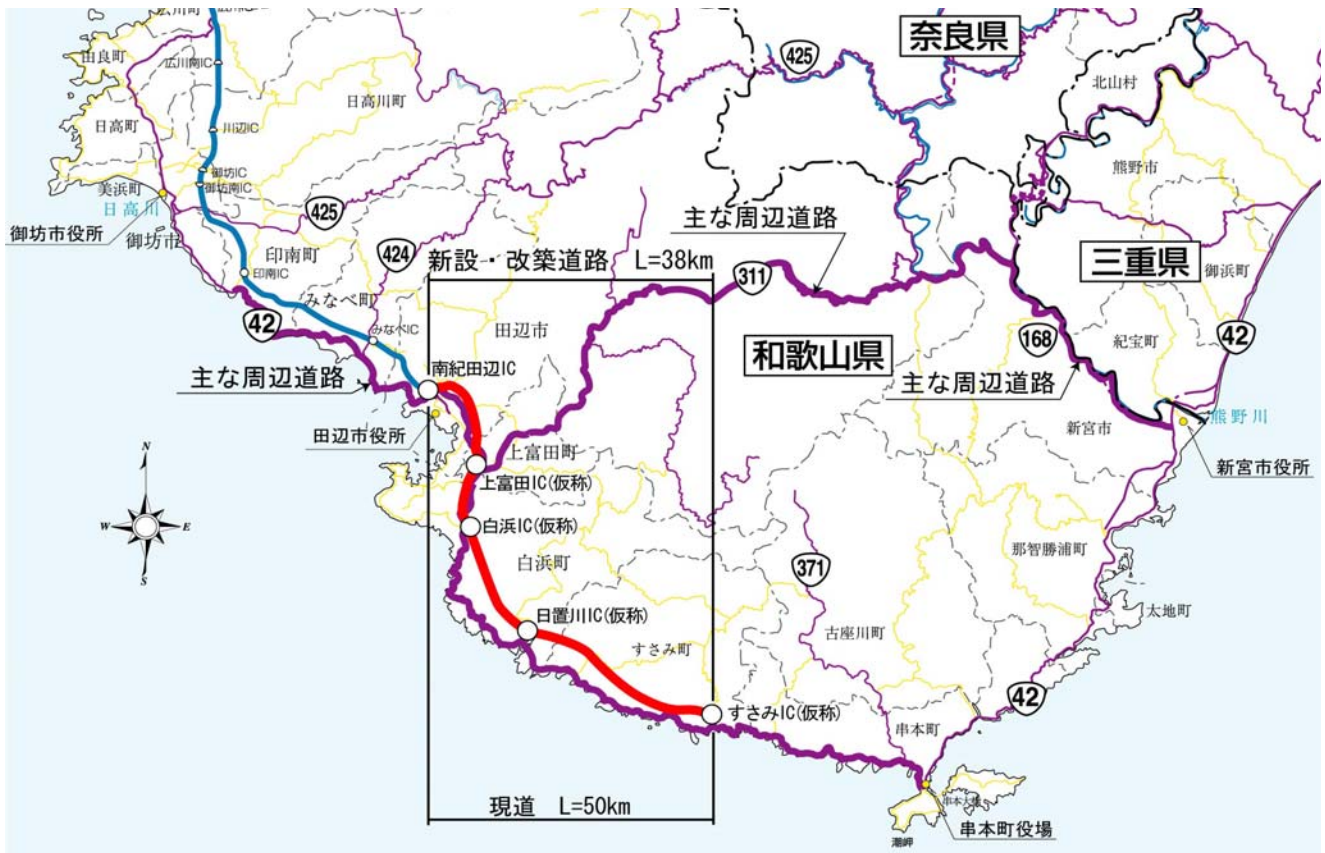 奈良県
425
425
広川町
由良町
広川南IC
日高川町
北山村
日高町
川辺IC
熊野市
御坊IC
御坊南IC
美浜町
日高川
425
主な周辺道路
御坊市役所
御坊市
印南町
424
新設・改築道路 L=38km
三重県
御浜町
印南IC
311
みなべ町
42
田辺市
みなべIC
168
紀宝町
42
和歌山県
主な周辺道路
南紀田辺IC
主な周辺道路
田辺市役所
上富田町
新宮市
熊野川
新宮市役所
上富田IC(仮称)
N
W
E
S
白浜IC(仮称)
那智勝浦町
白浜町
371
太地町
日置川IC(仮称)
古座川町
すさみ町
42
すさみIC(仮称)
串本町
現道 L=50km
串本大島
潮岬
串本町役場